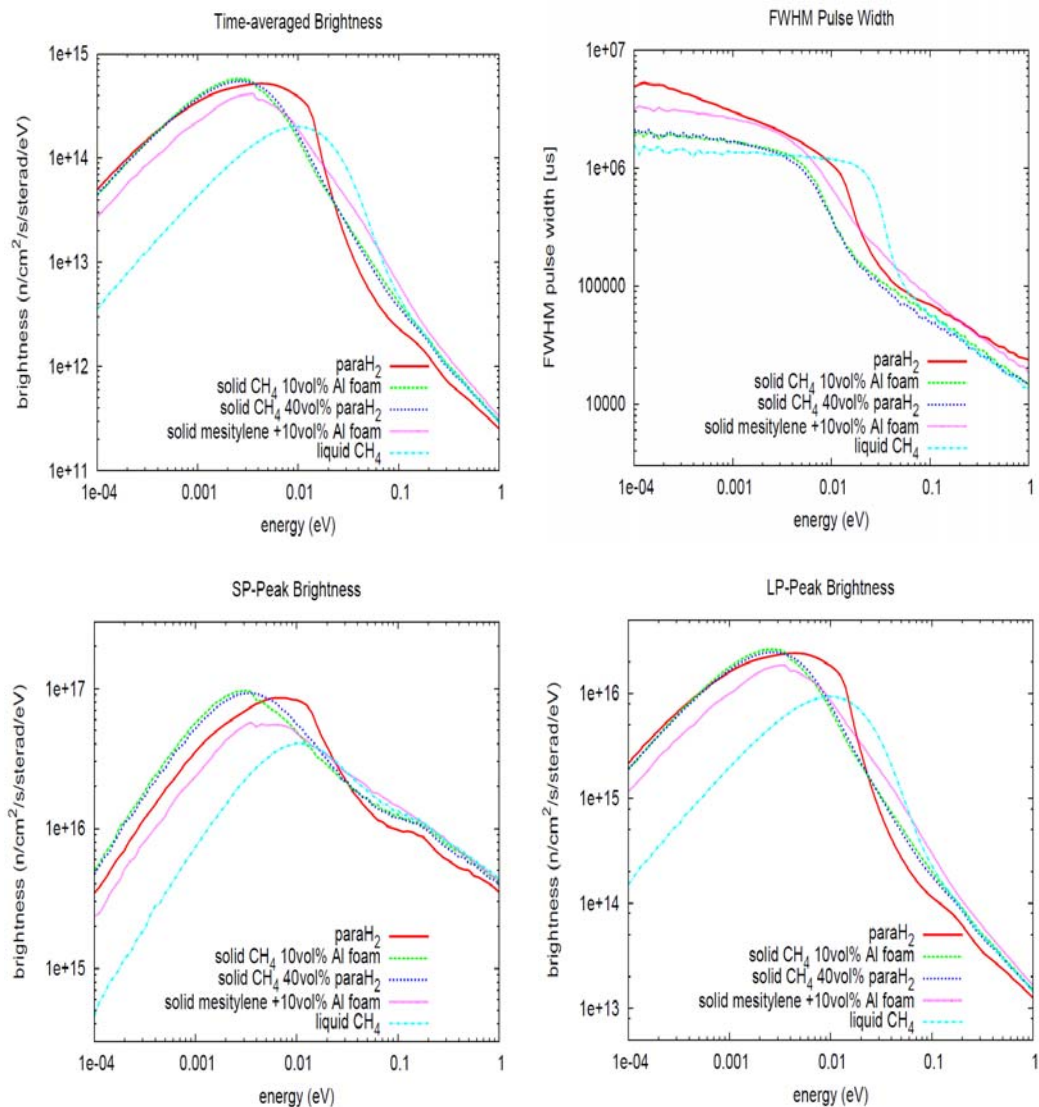 Time-averaged Brightness
brightness (n/cm²/s/sterad/eV)
1e+15
1e+14
1e+13
1e+12
1e+11
paraH₂
solid CH₄ 10vol% Al foam
solid CH₄ 40vol% paraH₂
solid mesitylene +10vol% Al foam
liquid CH₄
1e-04 0.001 0.01 0.1 1
energy (eV)
FWHM Pulse Width
FWHM pulse width [us]
1e+07
1e+06
100000
10000
paraH₂
solid CH₄ 10vol% Al foam
solid CH₄ 40vol% paraH₂
solid mesitylene +10vol% Al foam
liquid CH₄
1e-04 0.001 0.01 0.1 1
energy (eV)
SP-Peak Brightness
brightness (n/cm²/s/sterad/eV)
1e+17
1e+16
1e+15
paraH₂
solid CH₄ 10vol% Al foam
solid CH₄ 40vol% paraH₂
solid mesitylene +10vol% Al foam
liquid CH₄
1e-04 0.001 0.01 0.1 1
energy (eV)
LP-Peak Brightness
brightness (n/cm²/s/sterad/eV)
1e+16
1e+15
1e+14
1e+13
paraH₂
solid CH₄ 10vol% Al foam
solid CH₄ 40vol% paraH₂
solid mesitylene +10vol% Al foam
liquid CH₄
1e-04 0.001 0.01 0.1 1
energy (eV)